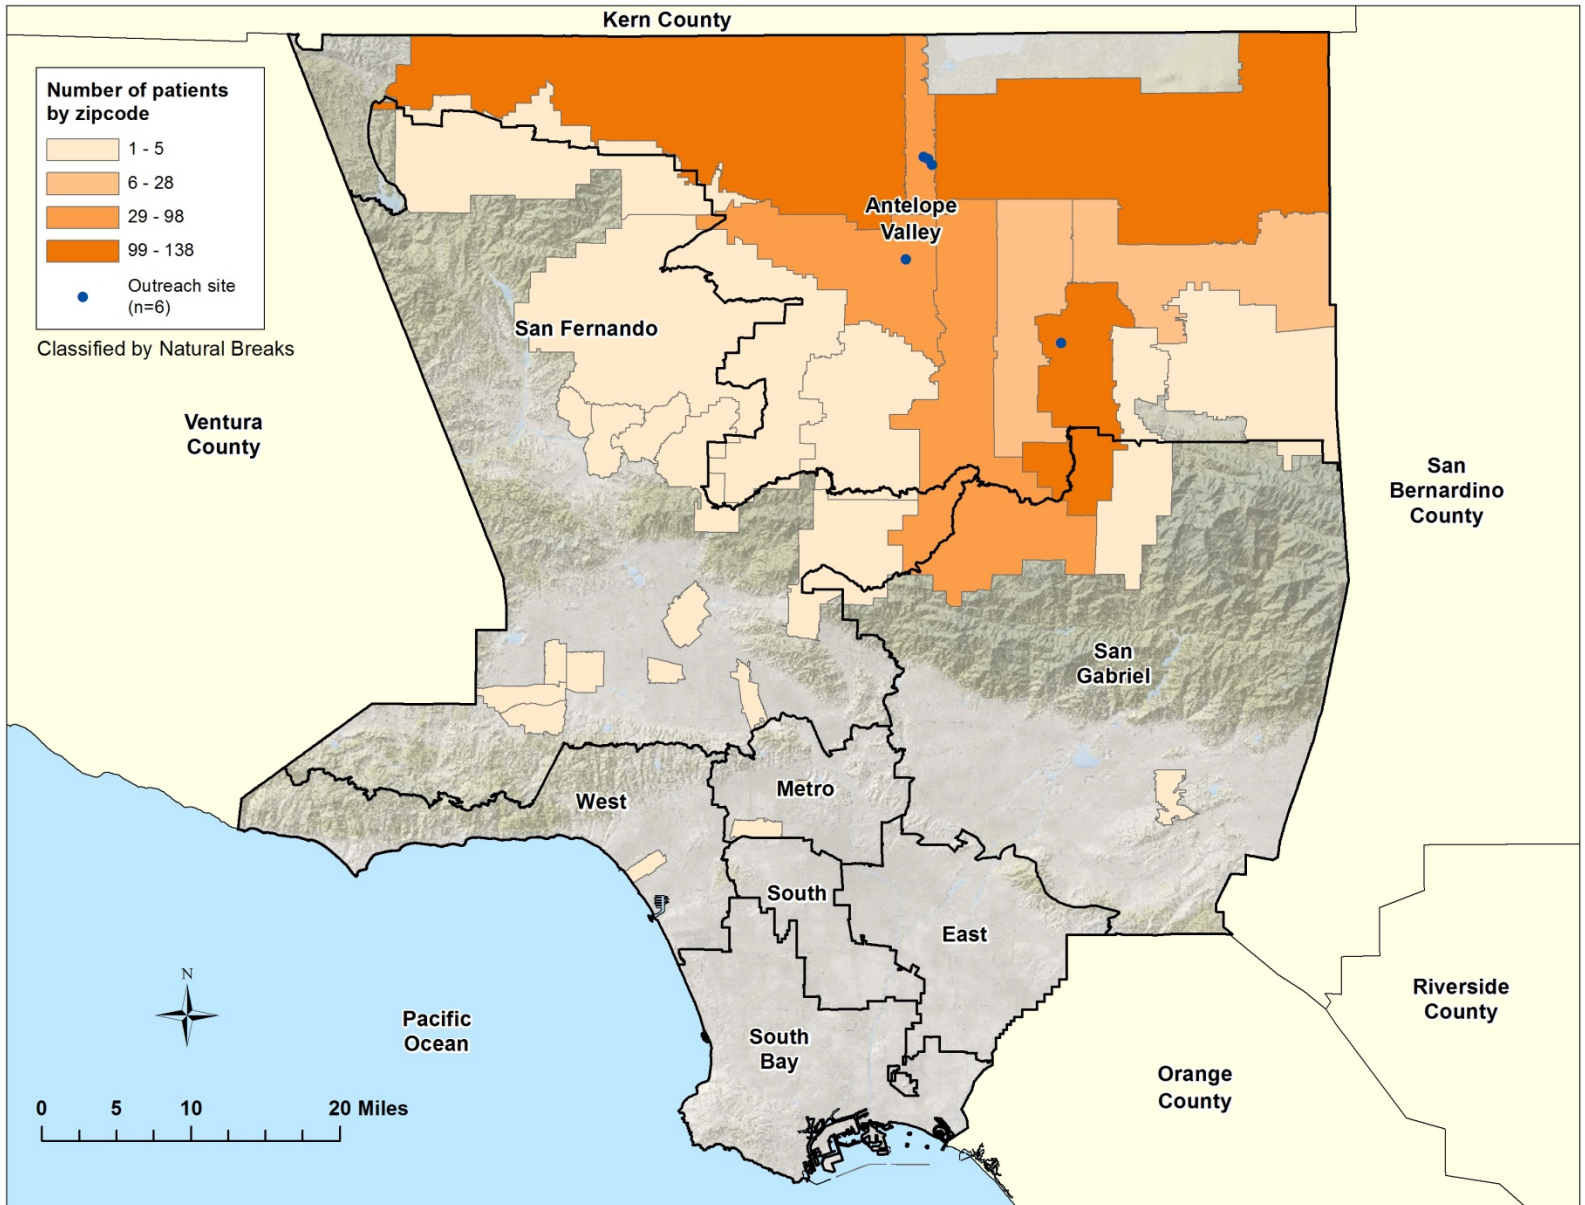 Kern County
Number of patients
by zipcode
1 - 5
6 - 28
29 - 98
99 - 138
Outreach site
(n=6)
Classified by Natural Breaks
Antelope
Valley
San Fernando
Ventura
County
San
Bernardino
County
San
Gabriel
West
Metro
South
East
N
Pacific
Ocean
South
Bay
Riverside
County
Orange
County
0 5 10 20 Miles